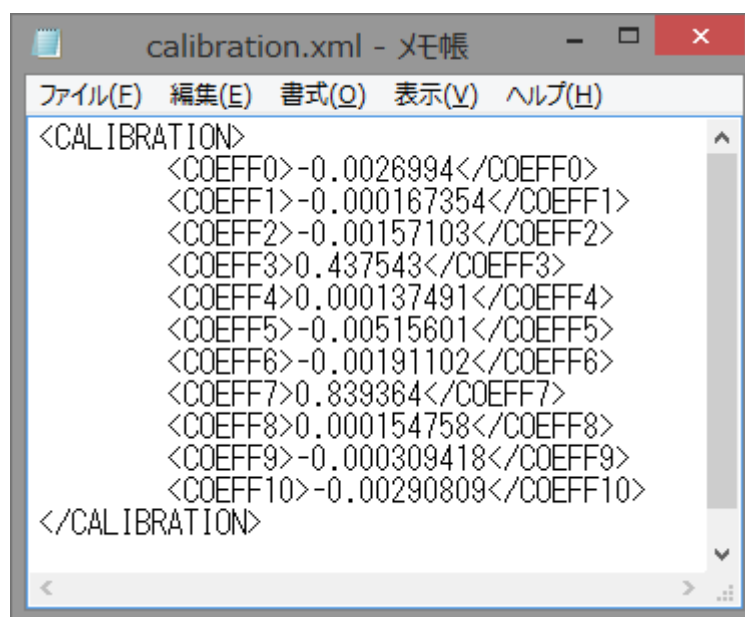 calibration.xml - メモ帳
ファイル(F) 編集(E) 書式(O) 表示(V) ヘルプ(H)
<CALIBRATION>
<COEFF0>-0.0026994</COEFF0>
<COEFF1>-0.000167354</COEFF1>
<COEFF2>-0.00157103</COEFF2>
<COEFF3>0.437543</COEFF3>
<COEFF4>0.000137491</COEFF4>
<COEFF5>-0.00515601</COEFF5>
<COEFF6>-0.00191102</COEFF6>
<COEFF7>0.839364</COEFF7>
<COEFF8>0.000154758</COEFF8>
<COEFF9>-0.000309418</COEFF9>
<COEFF10>-0.00290809</COEFF10>
</CALIBRATION>